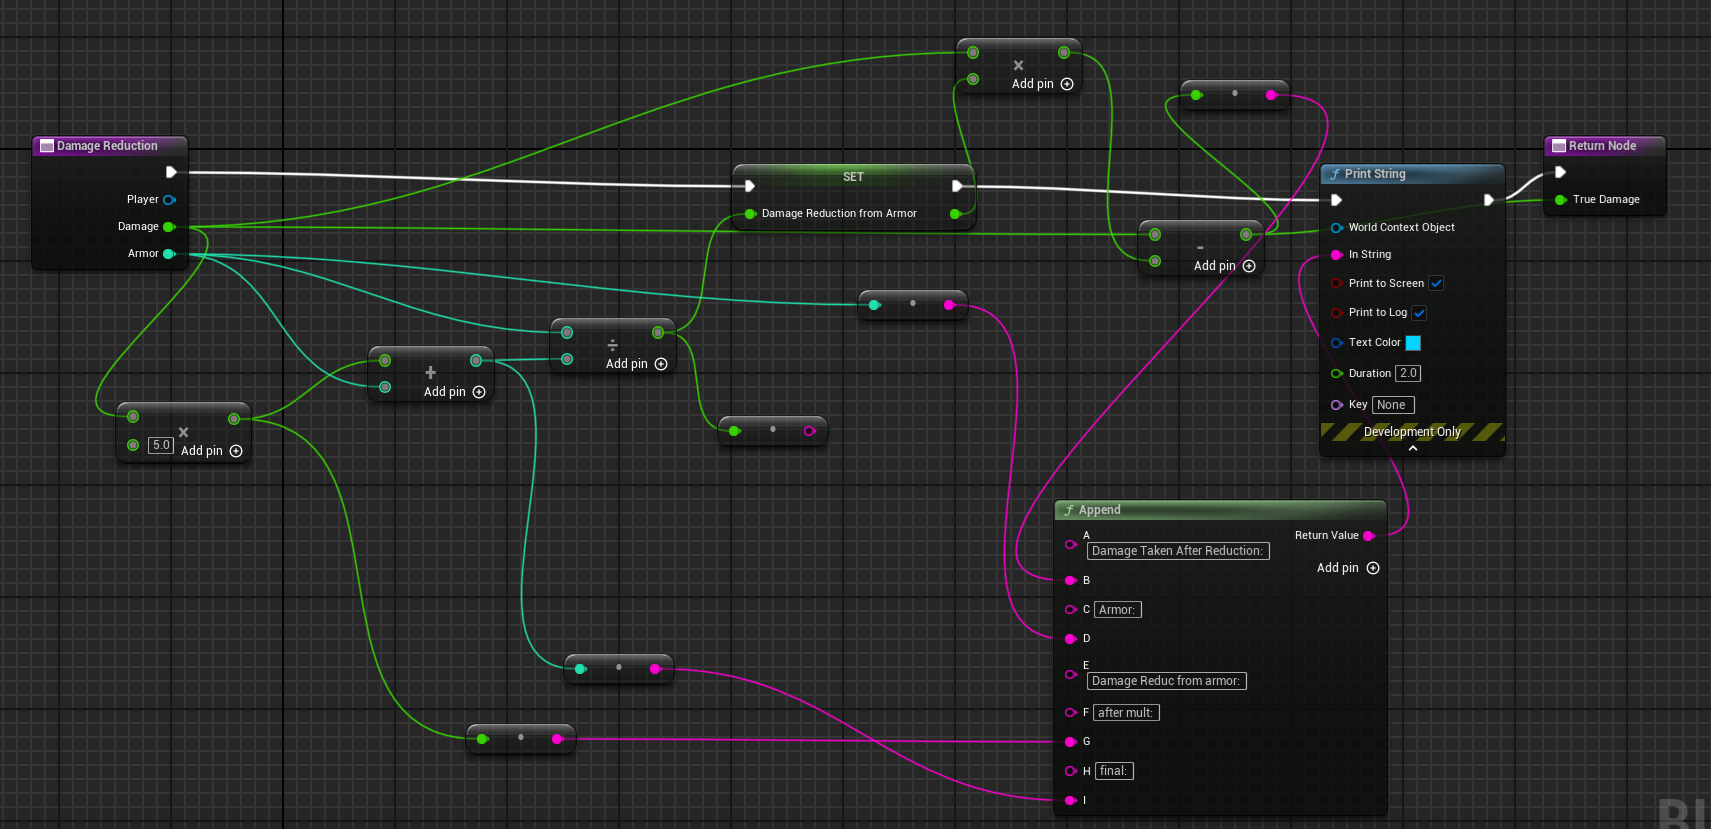 Damage Reduction
Player
Damage
Armor
×
5.0
Add pin
+
Add pin
÷
Add pin
SET
Damage Reduction from Armor
×
Add pin
-
Add pin
f Print String
World Context Object
In String
Print to Screen
Print to Log
Text Color
Duration 2.0
Key None
Development Only
Return Node
True Damage
f Append
A
Damage Taken After Reduction:
B
C Armor:
D
E
Damage Reduc from armor:
F after mult:
G
H final:
I
Return Value
Add pin